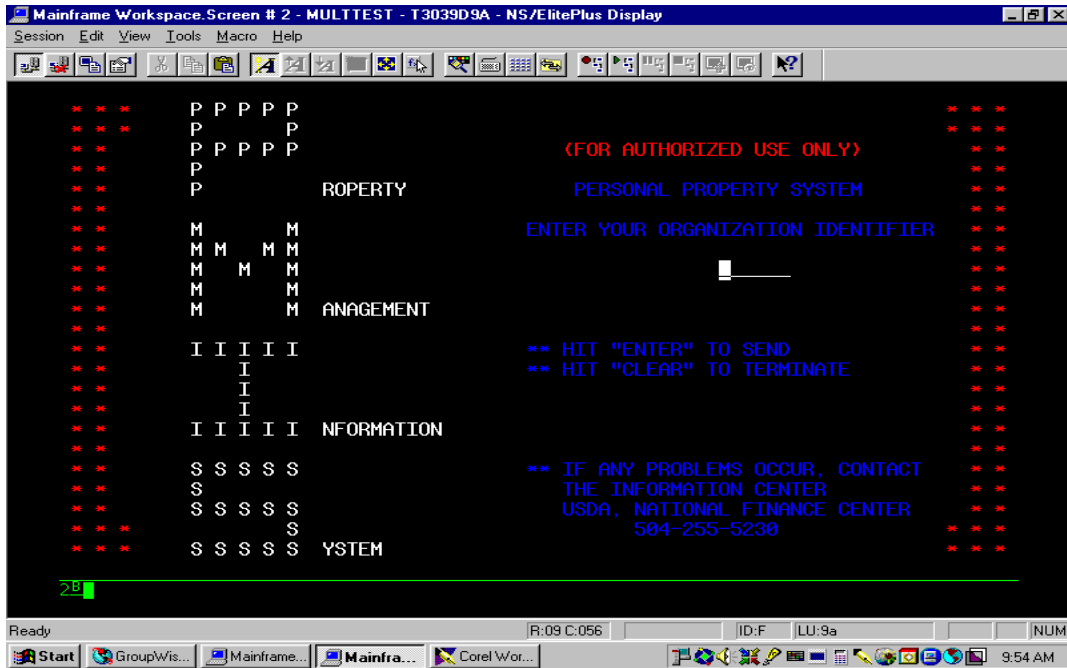 Mainframe Workspace.Screen # 2 - MULTTEST - T3039D9A - NS/ElitePlus Display
Session Edit View Tools Macro Help
* * * P P P P P * * *
* * * P P * * *
* * P P P P P (FOR AUTHORIZED USE ONLY) * *
* * P * *
* * P ROPERTY PERSONAL PROPERTY SYSTEM * *
* * * *
* * M M ENTER YOUR ORGANIZATION IDENTIFIER * *
* * M M M M * *
* * M M M * *
* * M M * *
* * M M ANAGEMENT * *
* * * *
* * I I I I I ** HIT "ENTER" TO SEND * *
* * I ** HIT "CLEAR" TO TERMINATE * *
* * I * *
* * I * *
* * I I I I I NFORMATION * *
* * * *
* * S S S S S ** IF ANY PROBLEMS OCCUR, CONTACT * *
* * S THE INFORMATION CENTER * *
* * S S S S S USDA, NATIONAL FINANCE CENTER * *
* * * S 504-255-5230 * * *
* * * S S S S S YSTEM * * *
2B
Ready R:09 C:056 ID:F LU:9a NUM
Start GroupWis... Mainframe... Mainfra... Corel Wor... 9:54 AM